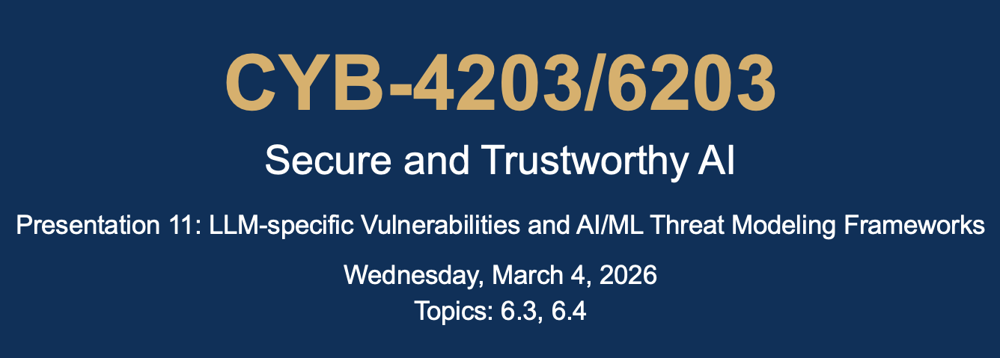 CYB-4203/6203
Secure and Trustworthy AI
Presentation 11: LLM-specific Vulnerabilities and AI/ML Threat Modeling Frameworks
Wednesday, March 4, 2026
Topics: 6.3, 6.4